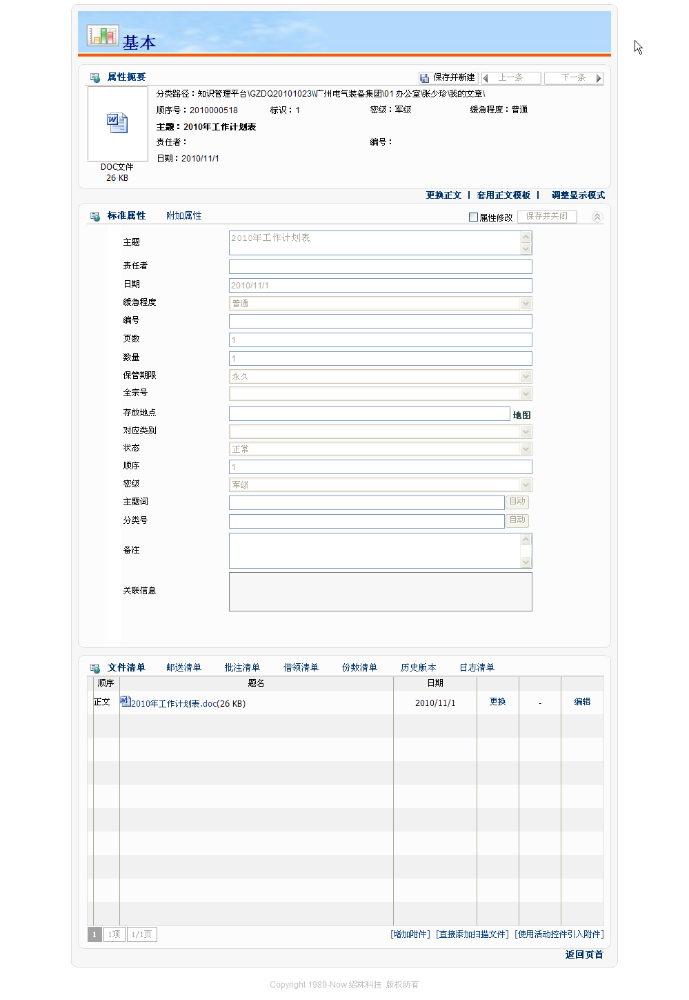 基本
属性扼要
保存并新建 上一条 下一条
分类路径：知识管理平台\GZDQ20101023\\广州电气装备集团\01 办公室\张少珍\我的文章\
顺序号：2010000518 标识：1 密级：军级 缓急程度：普通
主题：2010年工作计划表
责任者： 编号：
日期：2010/11/1
DOC文件
26 KB
更换正文 | 套用正文模板 | 调整显示模式
标准属性 附加属性 属性修改 保存并关闭
主题 2010年工作计划表
责任者
日期 2010/11/1
缓急程度 普通
编号
页数 1
数量 1
保管期限 永久
全宗号
存放地点 地图
对应类别
状态 正常
顺序 1
密级 军级
主题词 自动
分类号 自动
备注
关联信息
文件清单 邮送清单 批注清单 借领清单 份数清单 历史版本 日志清单
顺序 题名 日期
正文 2010年工作计划表.doc(26 KB) 2010/11/1 更换 - 编辑
1 1项 1/1页 [增加附件] [直接添加扫描文件] [使用活动控件引入附件]
返回页首
Copyright 1989-Now 绍林科技 版权所有